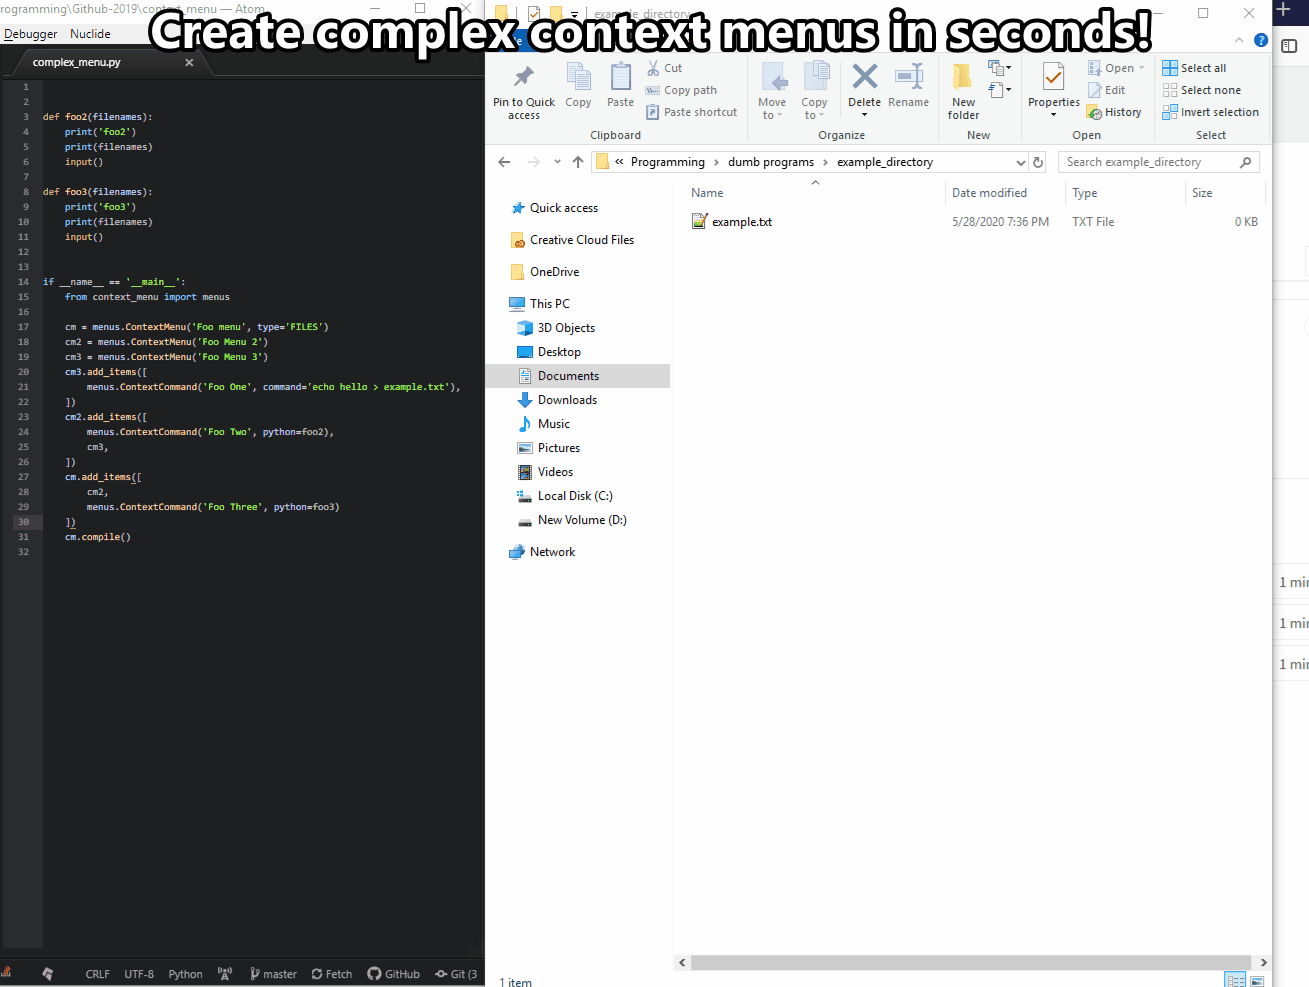 Create complex context menus in seconds!
rogramming\Github-2019\context_menu — Atom
Debugger Nuclide
complex_menu.py
1
2
3 def foo2(filenames):
4 print('foo2')
5 print(filenames)
6 input()
7
8 def foo3(filenames):
9 print('foo3')
10 print(filenames)
11 input()
12
13
14 if __name__ == '__main__':
15 from context_menu import menus
16
17 cm = menus.ContextMenu('Foo menu', type='FILES')
18 cm2 = menus.ContextMenu('Foo Menu 2')
19 cm3 = menus.ContextMenu('Foo Menu 3')
20 cm3.add_items([
21 menus.ContextCommand('Foo One', command='echo hello > example.txt'),
22 ])
23 cm2.add_items([
24 menus.ContextCommand('Foo Two', python=foo2),
25 cm3,
26 ])
27 cm.add_items([
28 cm2,
29 menus.ContextCommand('Foo Three', python=foo3)
30 ])
31 cm.compile()
32
CRLF UTF-8 Python master Fetch GitHub Git (3
example_directory
Pin to Quick access
Copy
Paste
Cut
Copy path
Paste shortcut
Clipboard
Move to
Copy to
Delete
Rename
Organize
New folder
New
Properties
Open
Edit
History
Open
Select all
Select none
Invert selection
Select
« Programming › dumb programs › example_directory
Search example_directory
Name Date modified Type Size
example.txt 5/28/2020 7:36 PM TXT File 0 KB
Quick access
Creative Cloud Files
OneDrive
This PC
3D Objects
Desktop
Documents
Downloads
Music
Pictures
Videos
Local Disk (C:)
New Volume (D:)
Network
1 item
1 min
1 min
1 min